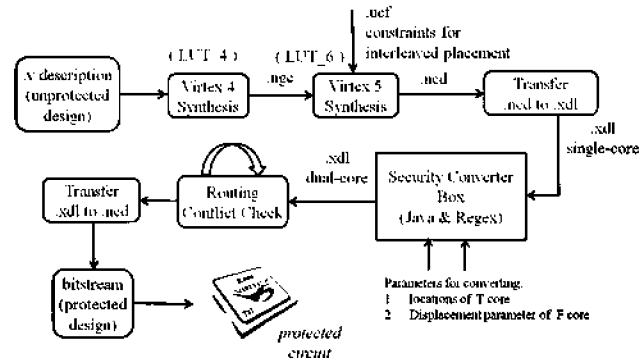 .ucf
constraints for
interleaved placement
( LUT_4 )
( LUT_6 )
.v description
(unprotected
design)
Virtex 4
Synthesis
.ngc
Virtex 5
Synthesis
.ncd
Transfer
.ncd to .xdl
.xdl
single-core
Security Converter
Box
(Java & Regex)
.xdl
dual-core
Routing
Conflict Check
Transfer
.xdl to .ncd
Parameters for converting:
1 locations of T core
2 Displacement parameter of F core
bitstream
(protected
design)
protected
circuit